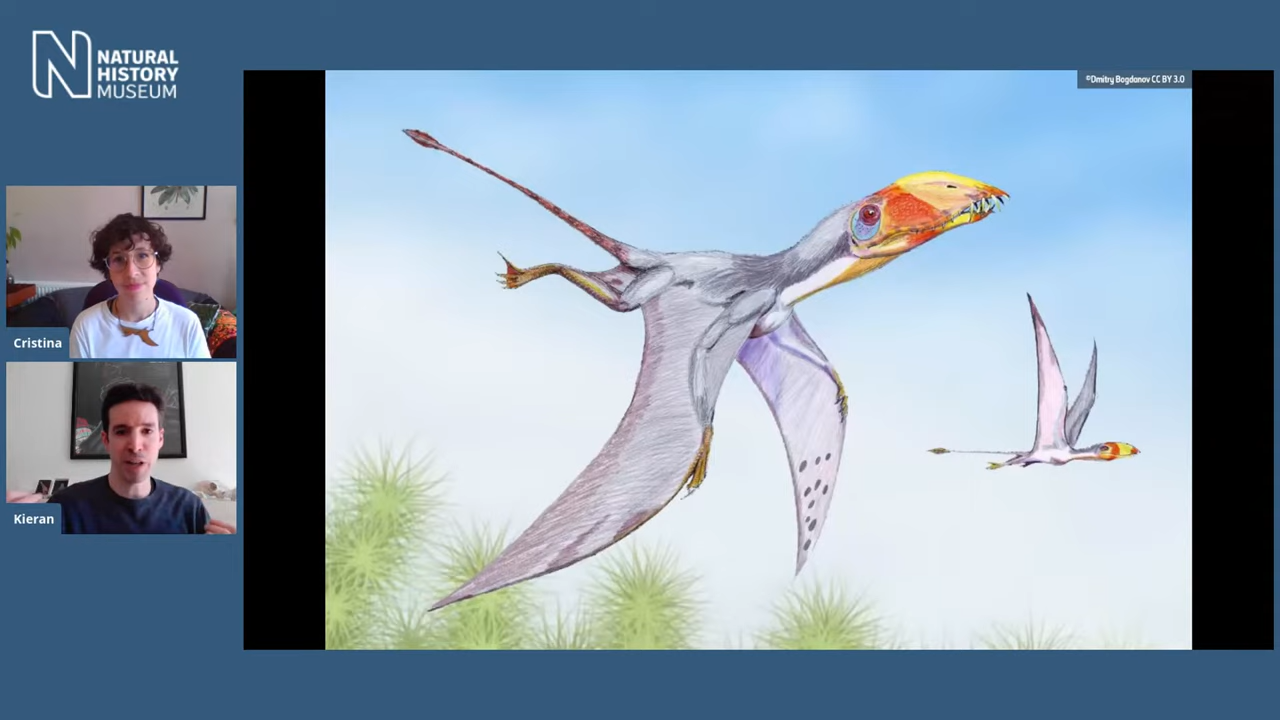 NATURAL
HISTORY
MUSEUM
©Dmitry Bogdanov CC BY 3.0
Cristina
Kieran